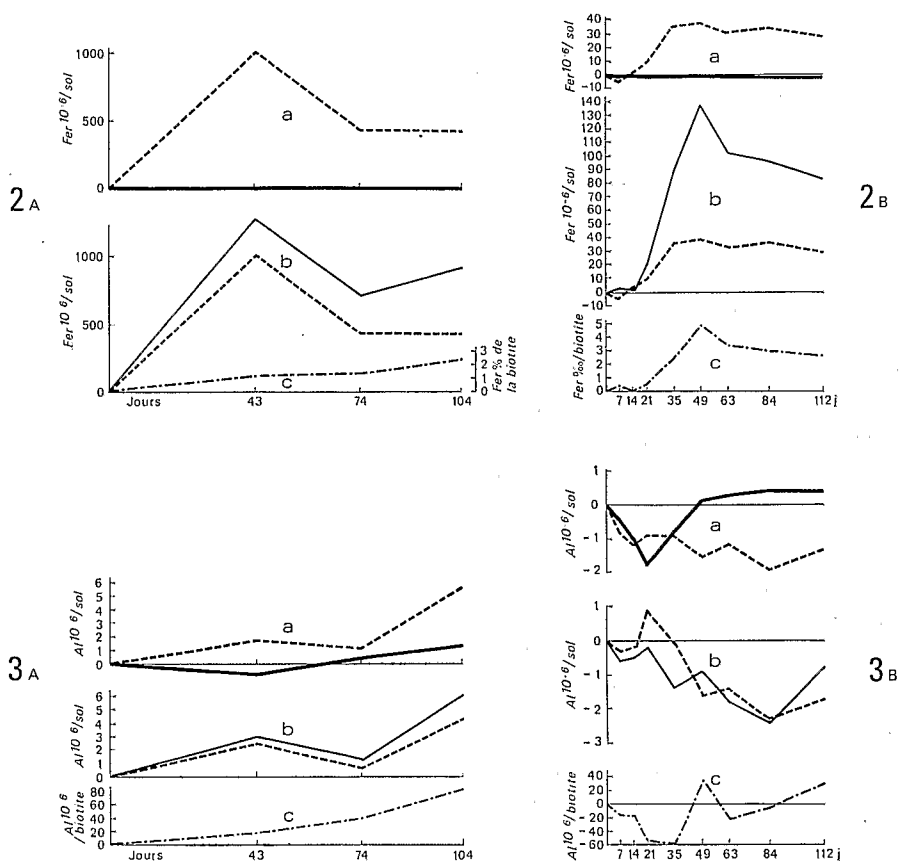 2 A
Fer 10⁻⁶/sol
1000
500
0
a
Fer 10⁻⁶/sol
1000
500
0
b
c
3
2
1
0
Fer % de
la biotite
Jours 43 74 104
2 B
Fer 10⁻⁶/sol
40
30
20
10
0
-10
a
Fer 10⁻⁶/sol
140
130
120
110
100
90
80
70
60
50
40
30
20
10
0
-10
b
Fer ‰/biotite
5
4
3
2
1
0
c
7 14 21 35 49 63 84 112 j
3 A
Al 10⁻⁶/sol
6
5
4
3
2
1
0
a
Al 10⁻⁶/sol
6
5
4
3
2
1
0
b
Al 10⁻⁶
/biotite
80
60
40
20
0
c
Jours 43 74 104
3 B
Al 10⁻⁶/sol
1
0
-1
-2
a
Al 10⁻⁶/sol
1
0
-1
-2
-3
b
Al 10⁻⁶/biotite
40
20
0
-20
-40
-60
c
7 14 21 35 49 63 84 112 j